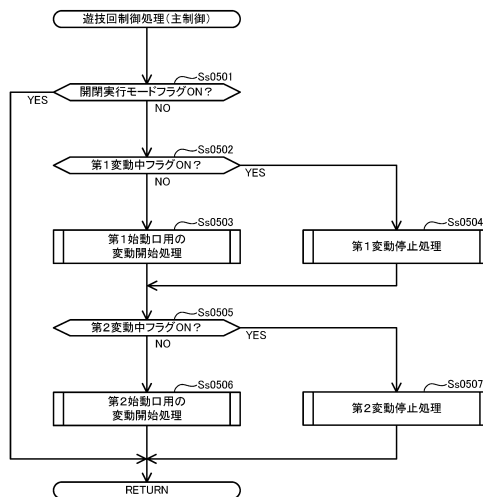 遊技回制御処理(主制御)
Ss0501
開閉実行モードフラグON?
YES
NO
Ss0502
第1変動中フラグON?
YES
NO
Ss0503
第1始動口用の
変動開始処理
Ss0504
第1変動停止処理
Ss0505
第2変動中フラグON?
YES
NO
Ss0506
第2始動口用の
変動開始処理
Ss0507
第2変動停止処理
RETURN